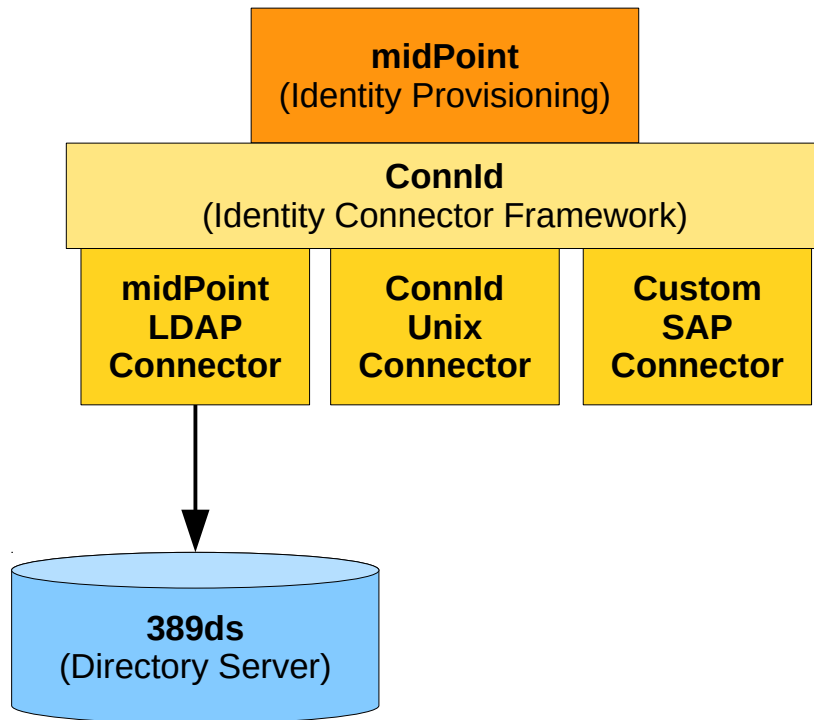 midPoint
(Identity Provisioning)
ConnId
(Identity Connector Framework)
midPoint
LDAP
Connector
ConnId
Unix
Connector
Custom
SAP
Connector
389ds
(Directory Server)